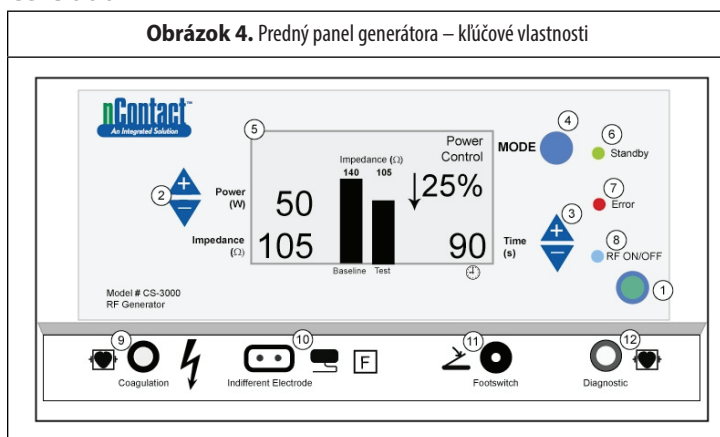 Obrázok 4. Predný panel generátora – kľúčové vlastnosti
nContact™
An Integrated Solution
5
Power
Control
MODE
4
6
Standby
Impedance (Ω)
140 105
25%
2
Power
(W)
50
7
Error
3
Impedance
(Ω)
105
90
Time
(s)
8
RF ON/OFF
Baseline Test
1
Model # CS-3000
RF Generator
9
10
11
12
F
Coagulation
Indifferent Electrode
Footswitch
Diagnostic